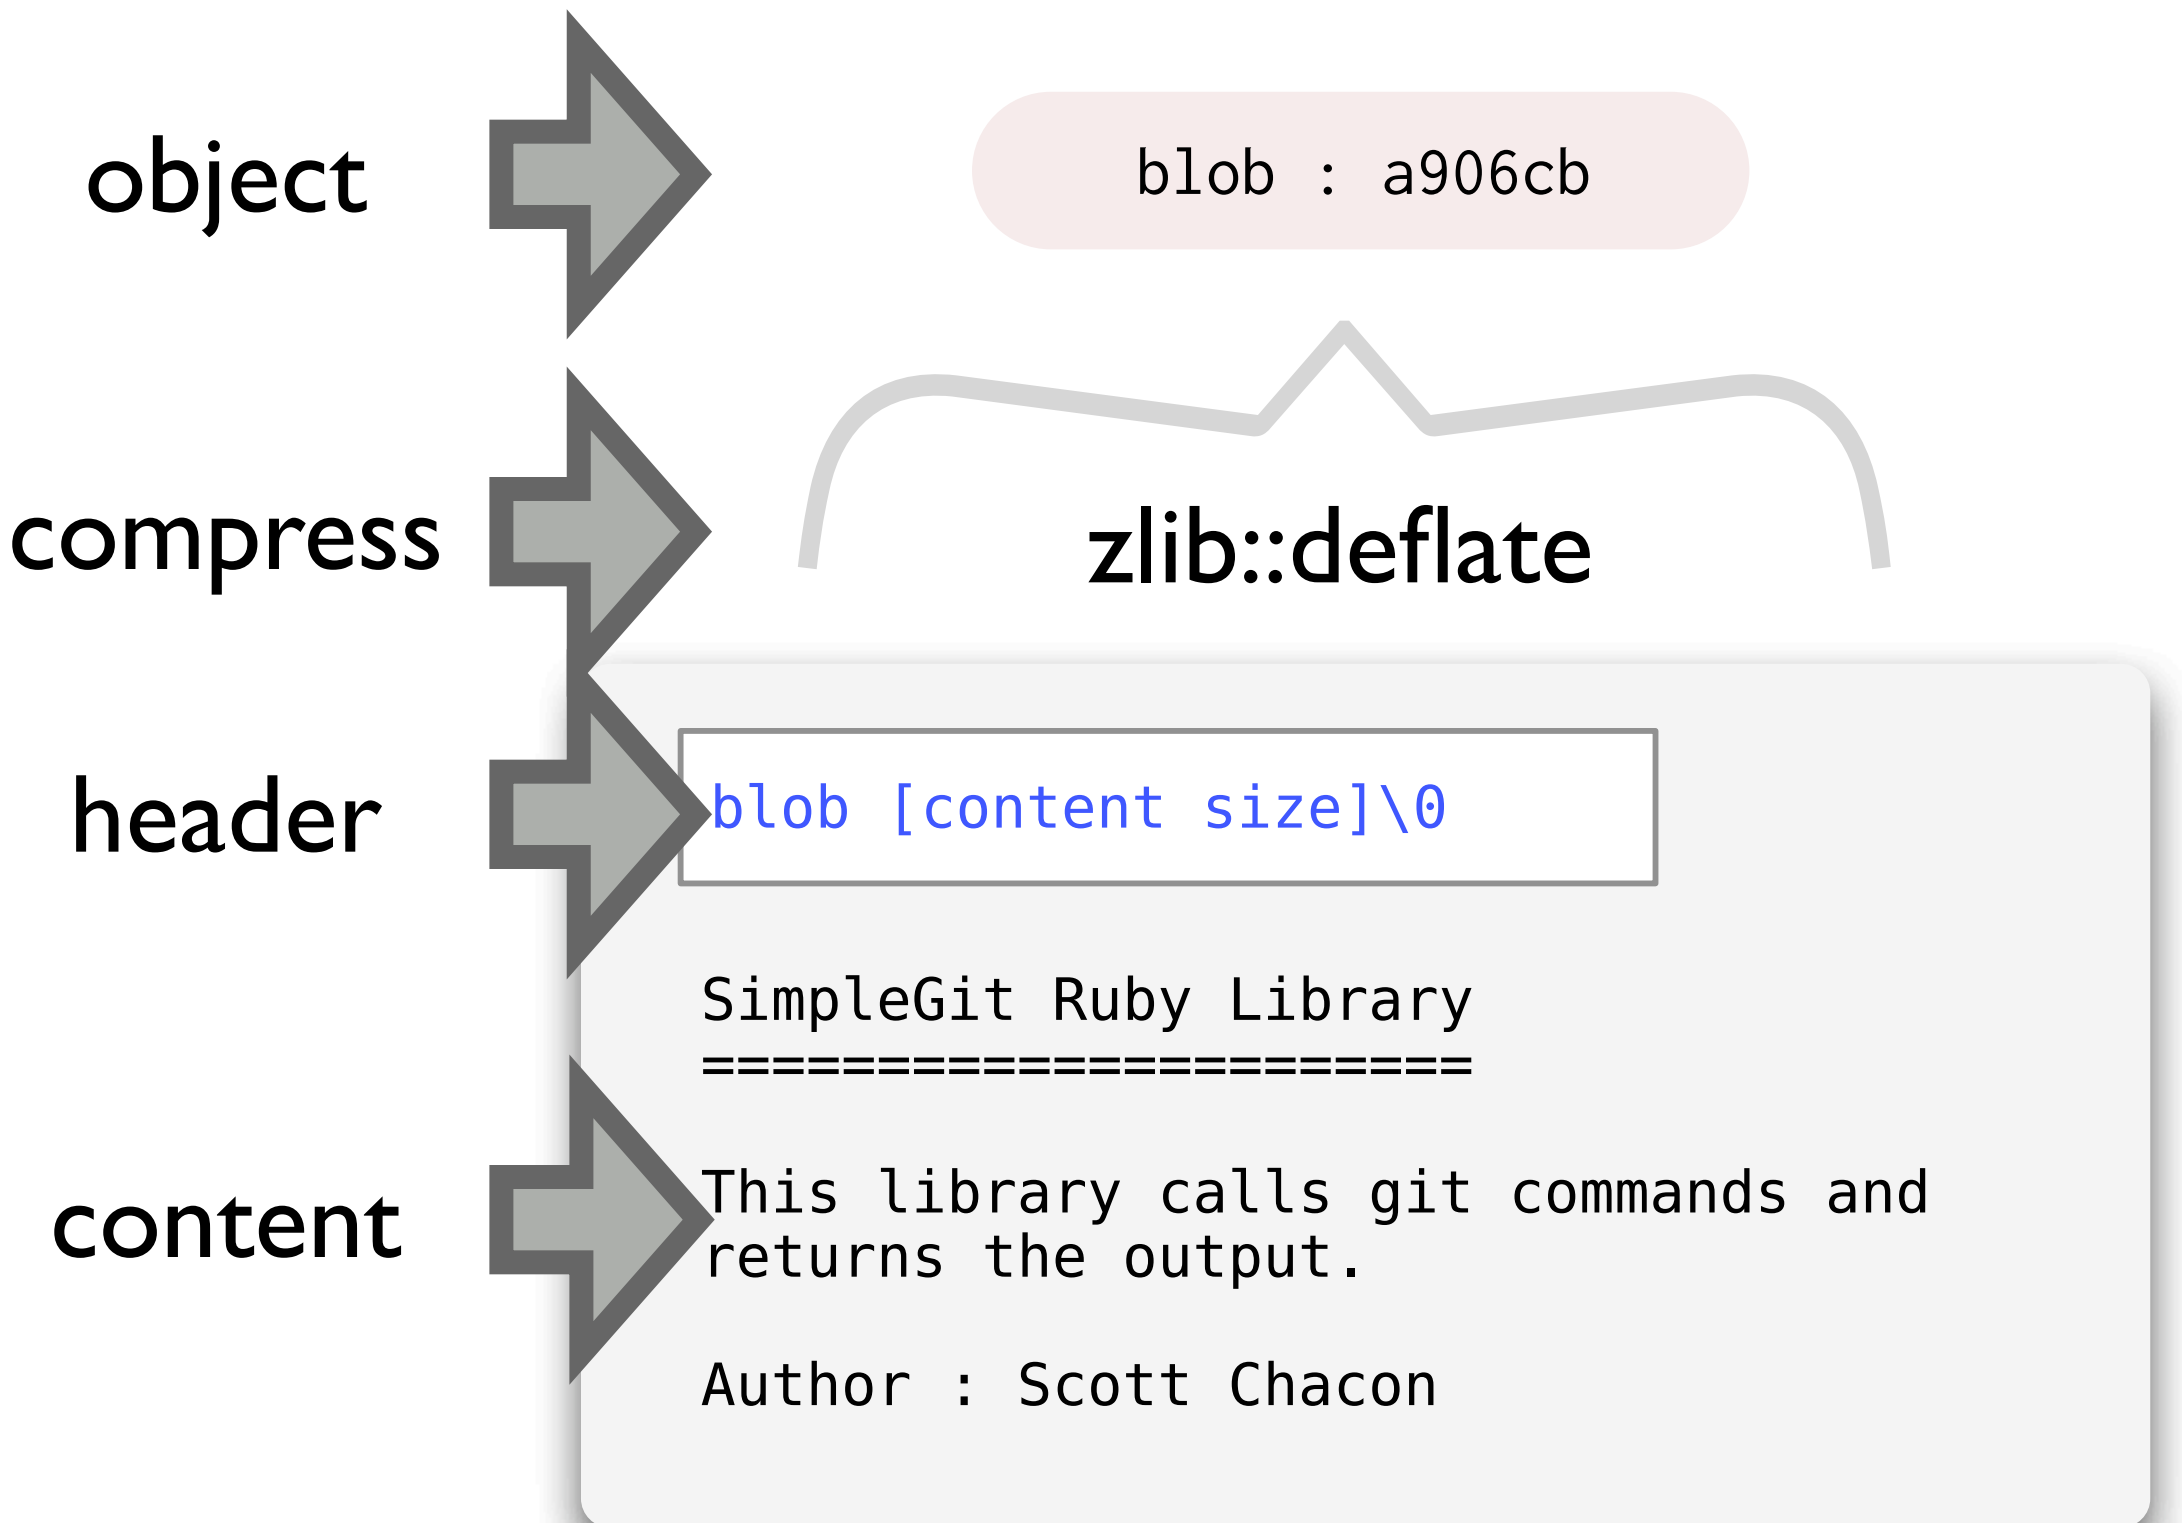 object
blob : a906cb
compress
zlib::deflate
header
blob [content size]\0
SimpleGit Ruby Library
======================
content
This library calls git commands and
returns the output.
Author : Scott Chacon